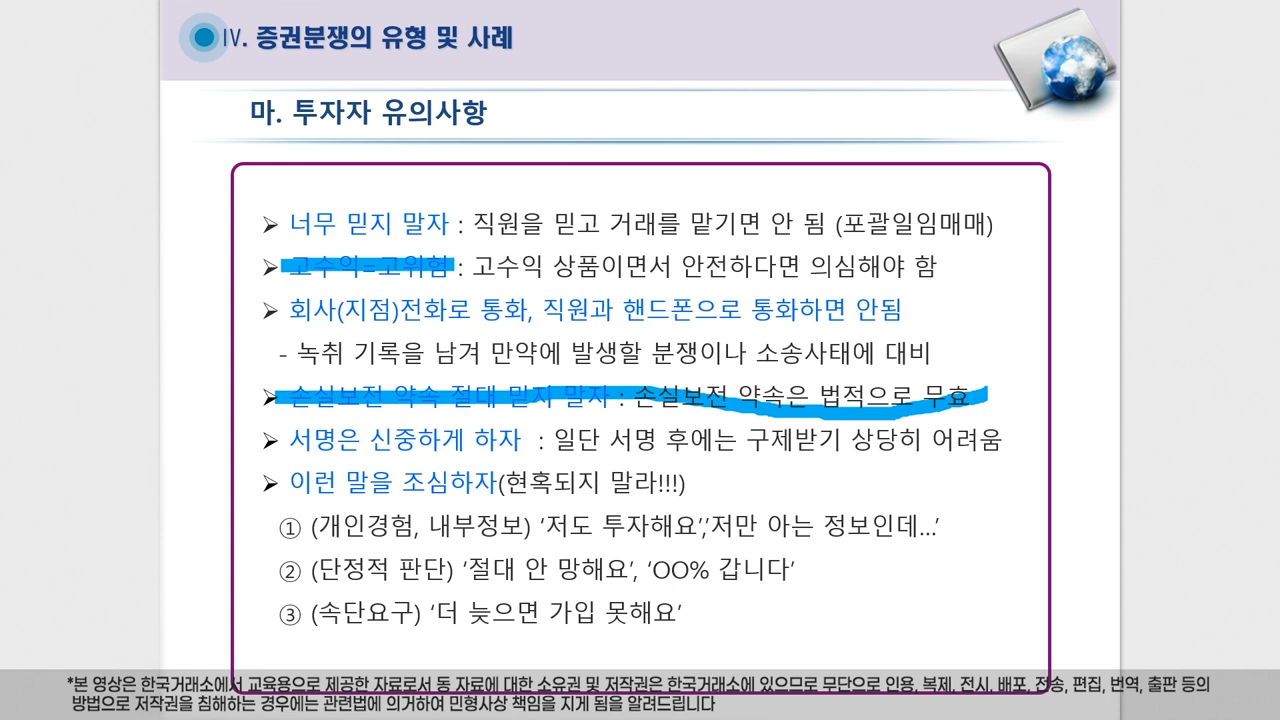 IV. 증권분쟁의 유형 및 사례
마. 투자자 유의사항
➢ 너무 믿지 말자 : 직원을 믿고 거래를 맡기면 안 됨 (포괄일임매매)
➢ 고수익=고위험 : 고수익 상품이면서 안전하다면 의심해야 함
➢ 회사(지점)전화로 통화, 직원과 핸드폰으로 통화하면 안됨
- 녹취 기록을 남겨 만약에 발생할 분쟁이나 소송사태에 대비
➢ 손실보전 약속 절대 믿지 말자 : 손실보전 약속은 법적으로 무효
➢ 서명은 신중하게 하자 : 일단 서명 후에는 구제받기 상당히 어려움
➢ 이런 말을 조심하자(현혹되지 말라!!!)
① (개인경험, 내부정보) ‘저도 투자해요’,’저만 아는 정보인데...’
② (단정적 판단) ‘절대 안 망해요’, ‘OO% 갑니다’
③ (속단요구) ‘더 늦으면 가입 못해요’
*본 영상은 한국거래소에서 교육용으로 제공한 자료로서 동 자료에 대한 소유권 및 저작권은 한국거래소에 있으므로 무단으로 인용, 복제, 전시, 배포, 전송, 편집, 번역, 출판 등의
방법으로 저작권을 침해하는 경우에는 관련법에 의거하여 민형사상 책임을 지게 됨을 알려드립니다